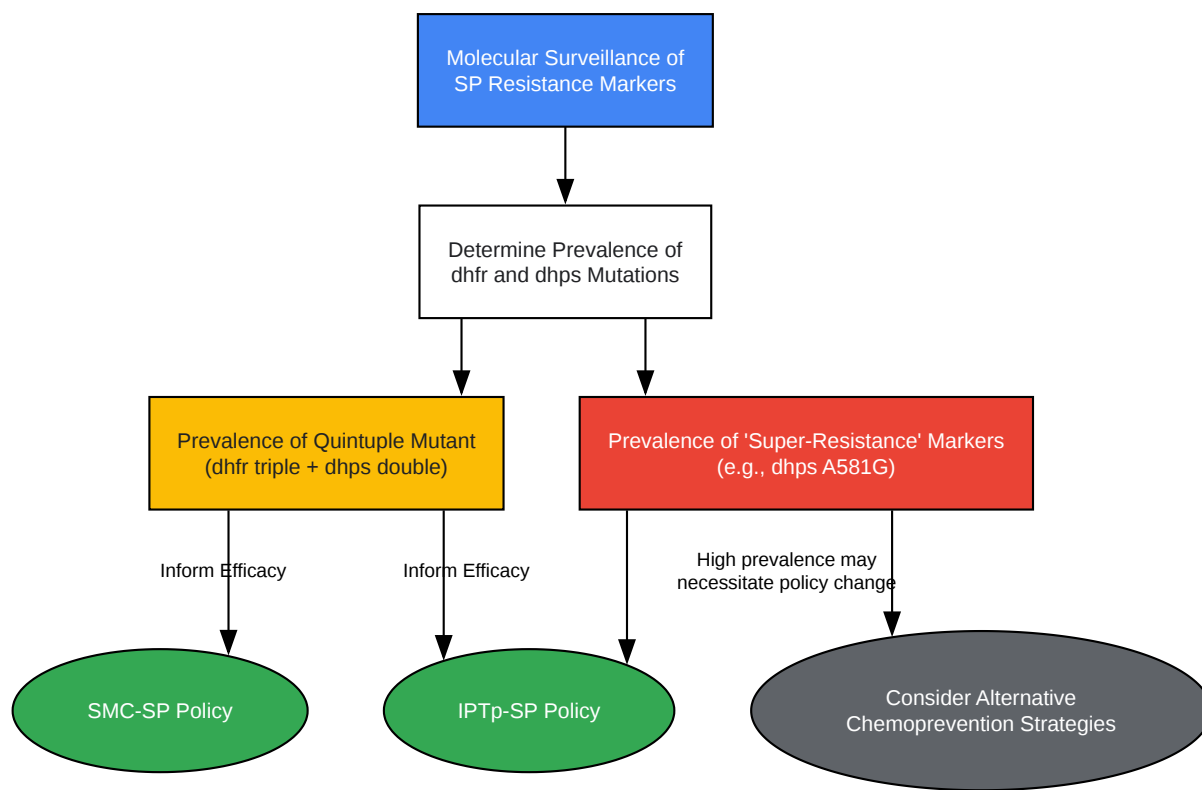 Molecular Surveillance of
SP Resistance Markers
Determine Prevalence of
dhfr and dhps Mutations
Prevalence of Quintuple Mutant
(dhfr triple + dhps double)
Prevalence of 'Super-Resistance' Markers
(e.g., dhps A581G)
Inform Efficacy
Inform Efficacy
High prevalence may
necessitate policy change
SMC-SP Policy
IPTp-SP Policy
Consider Alternative
Chemoprevention Strategies